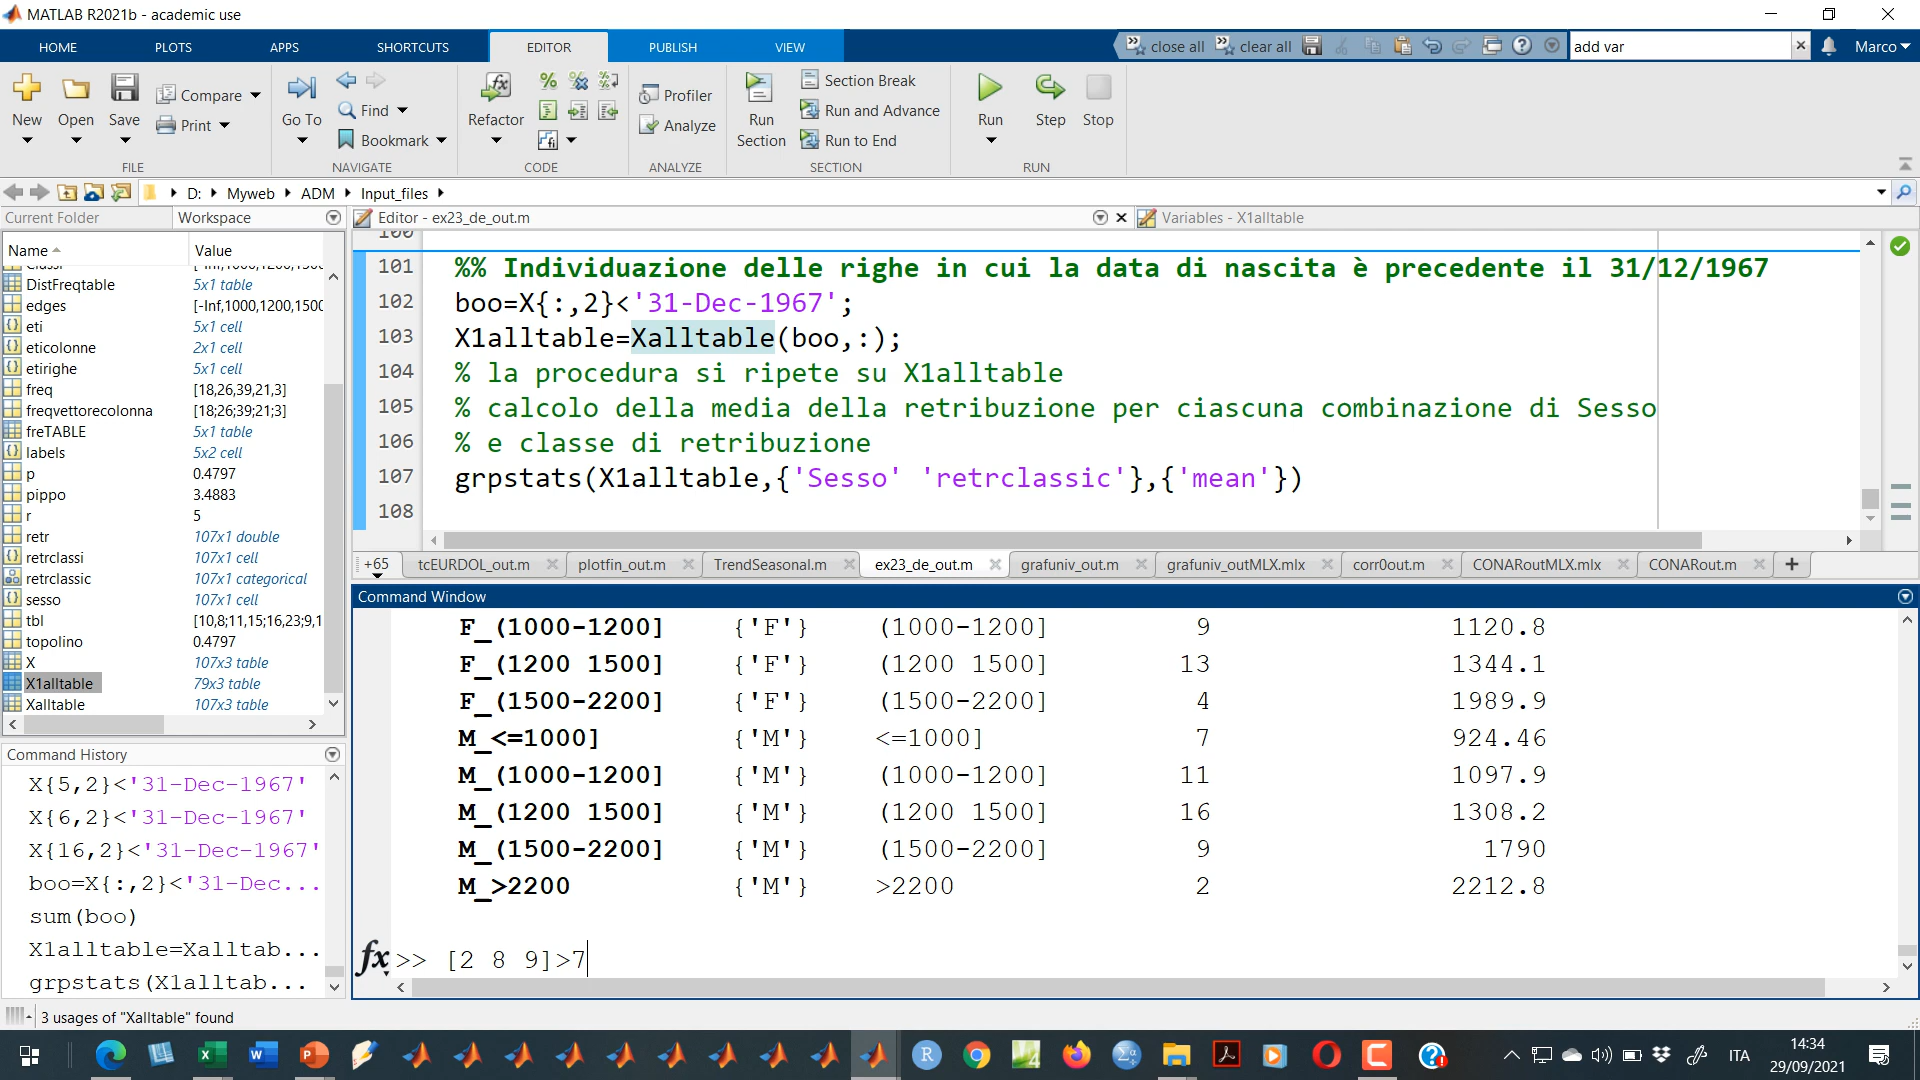 MATLAB R2021b - academic use
HOME PLOTS APPS SHORTCUTS EDITOR PUBLISH VIEW close all clear all add var Marco
New Open Save Compare Print
FILE
Go To Find Bookmark
NAVIGATE
Refactor
CODE
Profiler
Analyze
ANALYZE
Run Section
Section Break
Run and Advance
Run to End
SECTION
Run Step Stop
RUN
D: Myweb ADM Input_files
Current Folder Workspace
Name Value
DistFreqtable 5x1 table
edges [-Inf,1000,1200,1500
eti 5x1 cell
eticolonne 2x1 cell
etirighe 5x1 cell
freq [18,26,39,21,3]
freqvettorecolonna [18;26;39;21;3]
freTABLE 5x1 table
labels 5x2 cell
p 0.4797
pippo 3.4883
r 5
retr 107x1 double
retrclassi 107x1 cell
retrclassic 107x1 categorical
sesso 107x1 cell
tbl [10,8;11,15;16,23;9,1
topolino 0.4797
X 107x3 table
X1alltable 79x3 table
Xalltable 107x3 table
Command History
X{5,2}<'31-Dec-1967'
X{6,2}<'31-Dec-1967'
X{16,2}<'31-Dec-1967'
boo=X{:,2}<'31-Dec...
sum(boo)
X1alltable=Xalltab...
grpstats(X1alltab...
Editor - ex23_de_out.m
Variables - X1alltable
100
101 %% Individuazione delle righe in cui la data di nascita è precedente il 31/12/1967
102 boo=X{:,2}<'31-Dec-1967';
103 X1alltable=Xalltable(boo,:);
104 % la procedura si ripete su X1alltable
105 % calcolo della media della retribuzione per ciascuna combinazione di Sesso
106 % e classe di retribuzione
107 grpstats(X1alltable,{'Sesso' 'retrclassic'},{'mean'})
108
+65 tcEURDOL_out.m plotfin_out.m TrendSeasonal.m ex23_de_out.m grafuniv_out.m grafuniv_outMLX.mlx corr0out.m CONARoutMLX.mlx CONARout.m
Command Window
F_(1000-1200] {'F'} (1000-1200] 9 1120.8
F_(1200 1500] {'F'} (1200 1500] 13 1344.1
F_(1500-2200] {'F'} (1500-2200] 4 1989.9
M_<=1000] {'M'} <=1000] 7 924.46
M_(1000-1200] {'M'} (1000-1200] 11 1097.9
M_(1200 1500] {'M'} (1200 1500] 16 1308.2
M_(1500-2200] {'M'} (1500-2200] 9 1790
M_>2200 {'M'} >2200 2 2212.8
fx >> [2 8 9]>7
3 usages of "Xalltable" found
ITA
14:34
29/09/2021